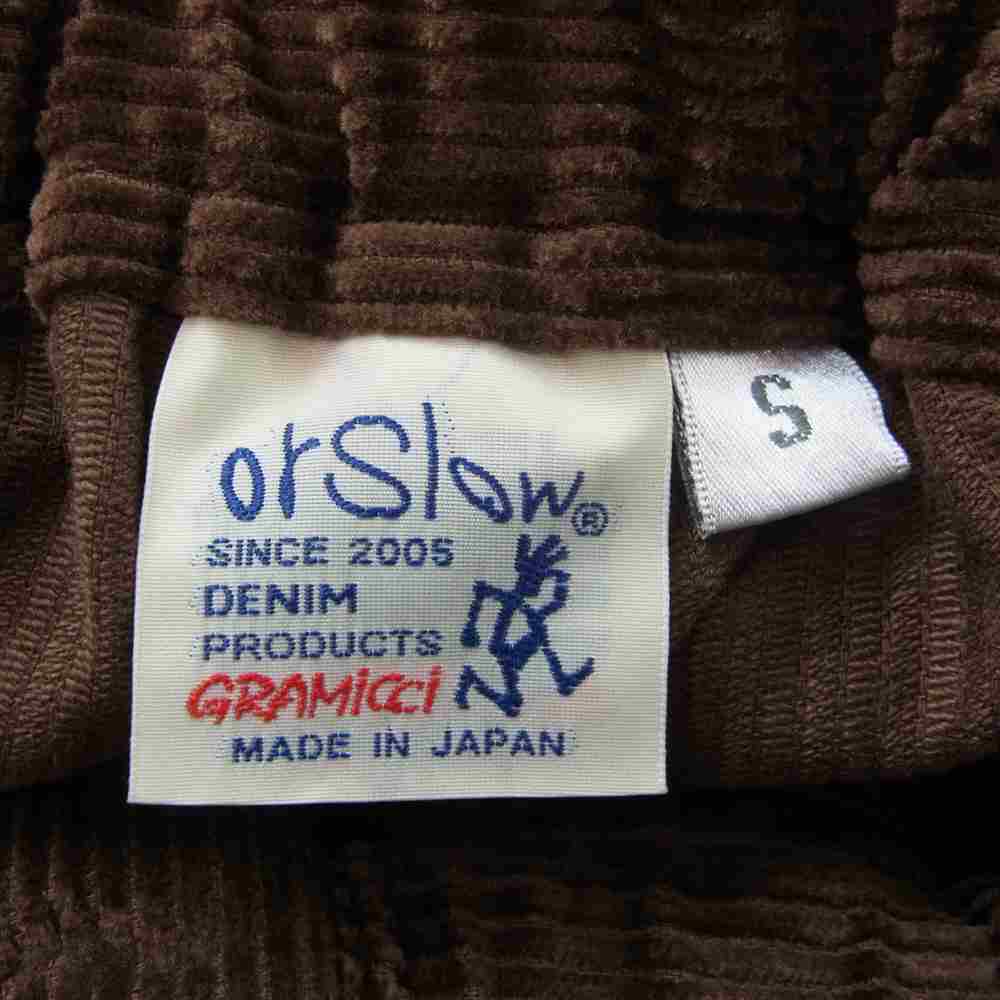 orSlow®
SINCE 2005
DENIM
PRODUCTS
GRAMiCCi
MADE IN JAPAN
S